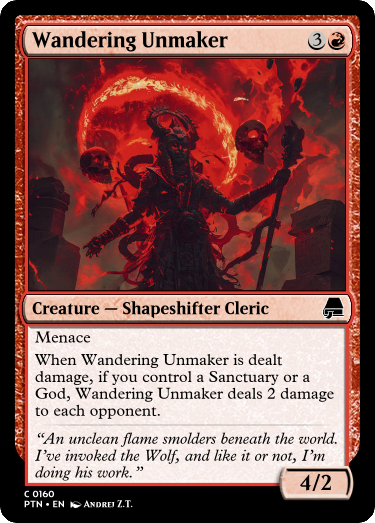 Wandering Unmaker 3
Creature — Shapeshifter Cleric
Menace
When Wandering Unmaker is dealt
damage, if you control a Sanctuary or a
God, Wandering Unmaker deals 2 damage
to each opponent.
“An unclean flame smolders beneath the world.
I’ve invoked the Wolf, and like it or not, I’m
doing his work.”
4/2
C 0160
PTN • EN Andrei Z.T.